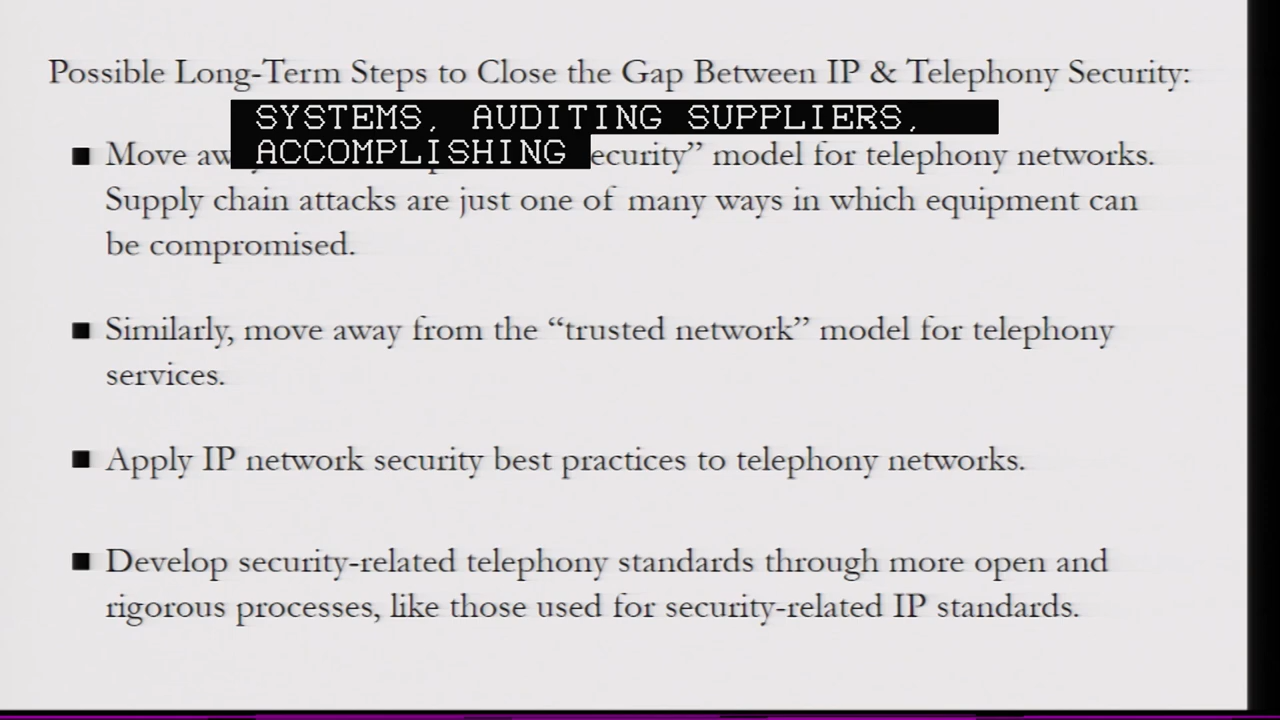 Possible Long-Term Steps to Close the Gap Between IP & Telephony Security:
SYSTEMS, AUDITING SUPPLIERS,
ACCOMPLISHING
■ Move aw ecurity” model for telephony networks.
Supply chain attacks are just one of many ways in which equipment can
be compromised.
■ Similarly, move away from the “trusted network” model for telephony
services.
■ Apply IP network security best practices to telephony networks.
■ Develop security-related telephony standards through more open and
rigorous processes, like those used for security-related IP standards.